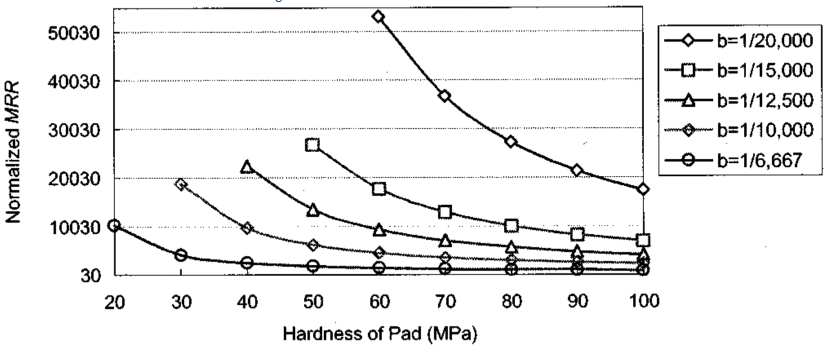 50030
40030
30030
20030
10030
30
20 30 40 50 60 70 80 90 100
Normalized MRR
Hardness of Pad (MPa)
b=1/20,000
b=1/15,000
b=1/12,500
b=1/10,000
b=1/6,667